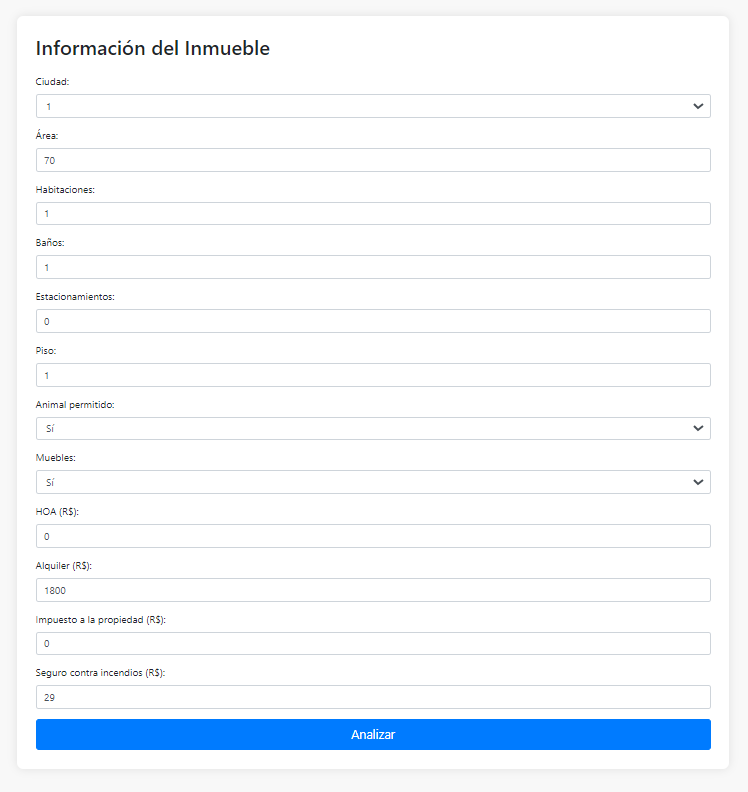 Información del Inmueble
Ciudad:
1
Área:
70
Habitaciones:
1
Baños:
1
Estacionamientos:
0
Piso:
1
Animal permitido:
Sí
Muebles:
Sí
HOA (R$):
0
Alquiler (R$):
1800
Impuesto a la propiedad (R$):
0
Seguro contra incendios (R$):
29
Analizar